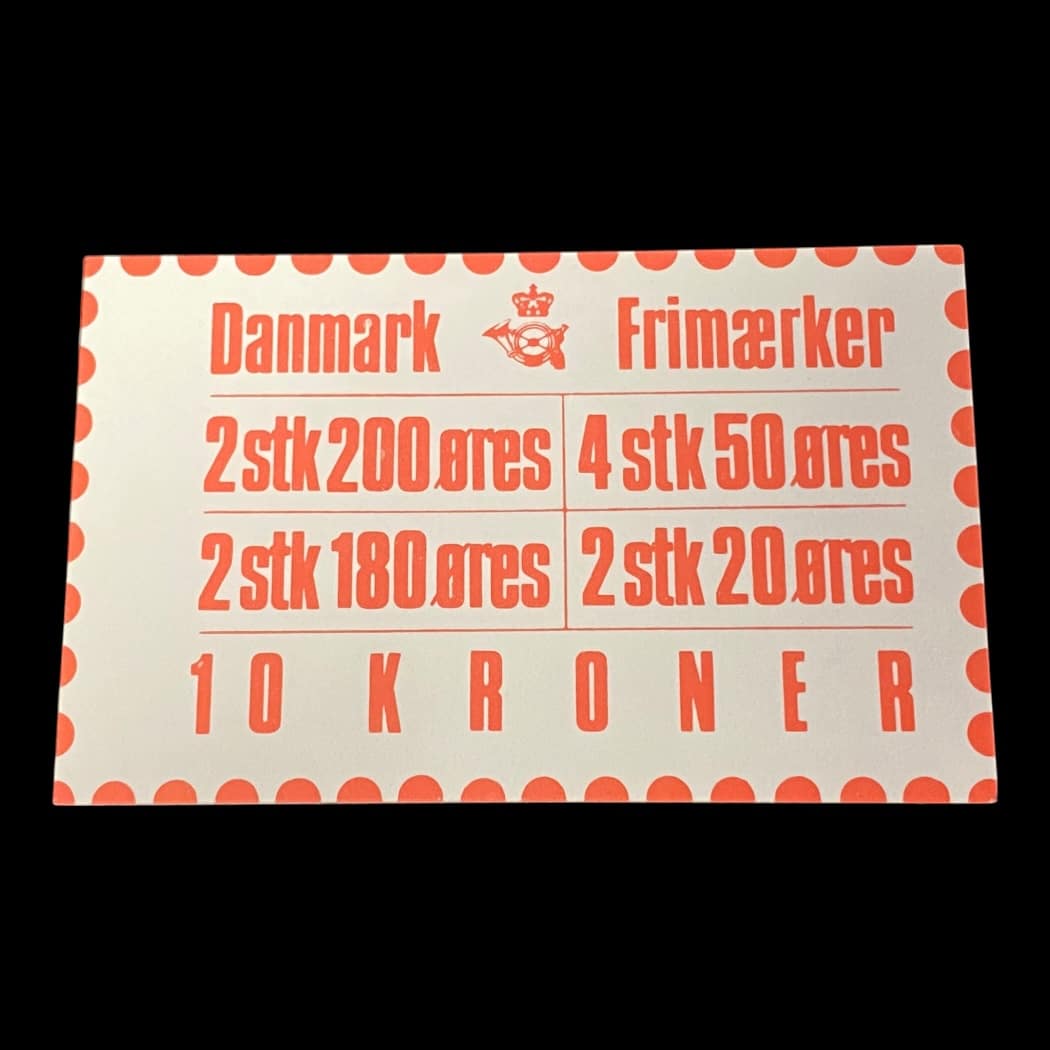 Danmark Frimærker
2 stk 200 øres 4 stk 50 øres
2 stk 180 øres 2 stk 20 øres
10 KRONER